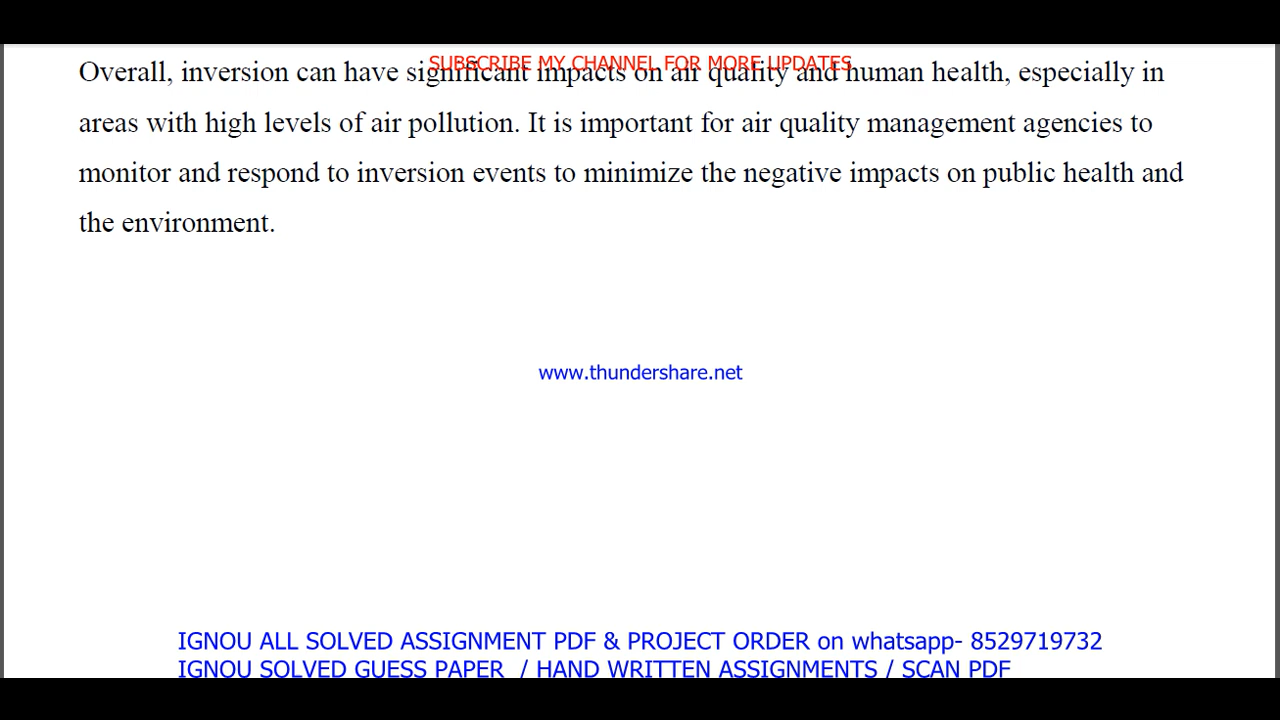 SUBSCRIBE MY CHANNEL FOR MORE UPDATES
Overall, inversion can have significant impacts on air quality and human health, especially in
areas with high levels of air pollution. It is important for air quality management agencies to
monitor and respond to inversion events to minimize the negative impacts on public health and
the environment.
www.thundershare.net
IGNOU ALL SOLVED ASSIGNMENT PDF & PROJECT ORDER on whatsapp- 8529719732
IGNOU SOLVED GUESS PAPER / HAND WRITTEN ASSIGNMENTS / SCAN PDF